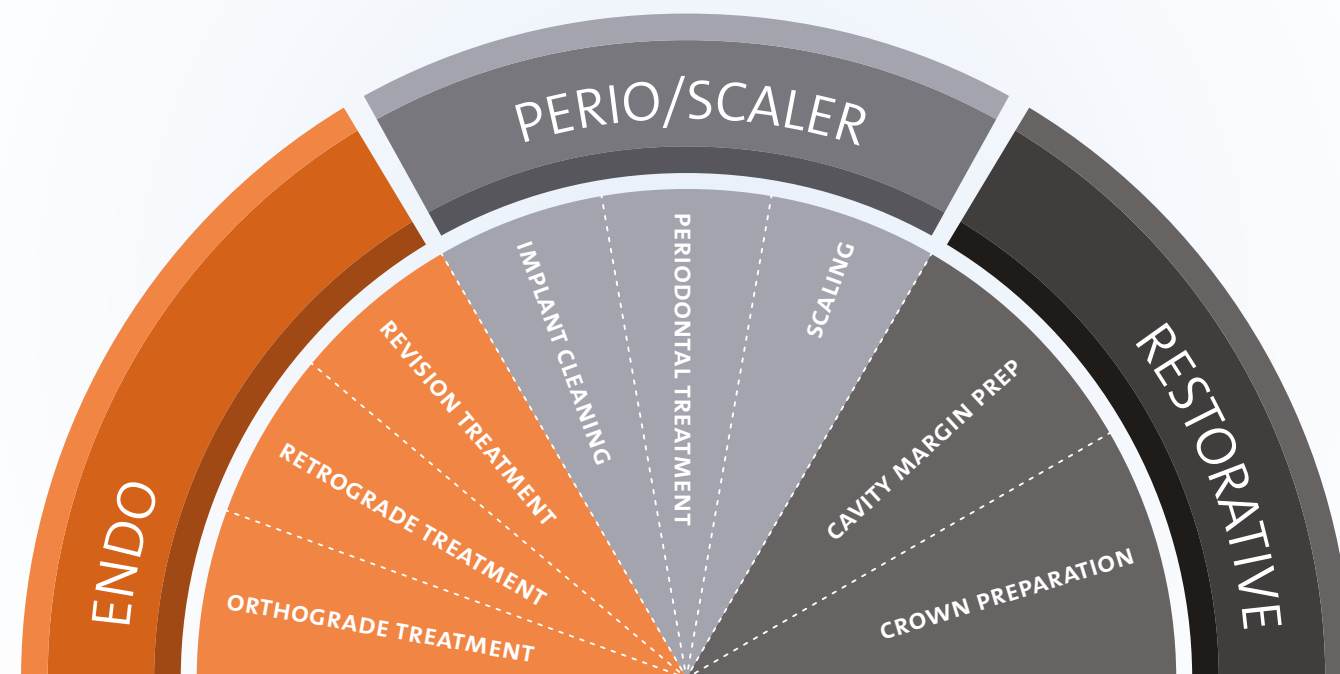 ENDO
PERIO/SCALER
RESTORATIVE
ORTHOGRADE TREATMENT
RETROGRADE TREATMENT
REVISION TREATMENT
IMPLANT CLEANING
PERIODONTAL TREATMENT
SCALING
CAVITY MARGIN PREP
CROWN PREPARATION